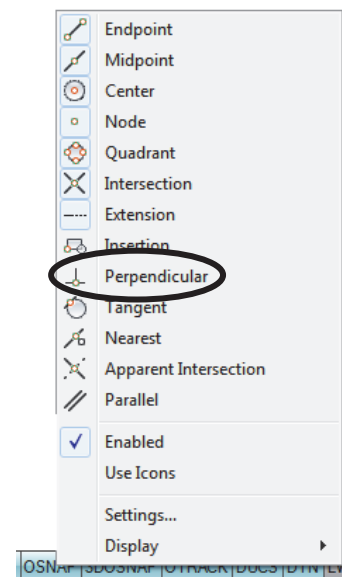 Endpoint
Midpoint
Center
Node
Quadrant
Intersection
Extension
Insertion
Perpendicular
Tangent
Nearest
Apparent Intersection
Parallel
Enabled
Use Icons
Settings...
Display
OSNAP 3DOSNAP OTRACK DUCS DYN